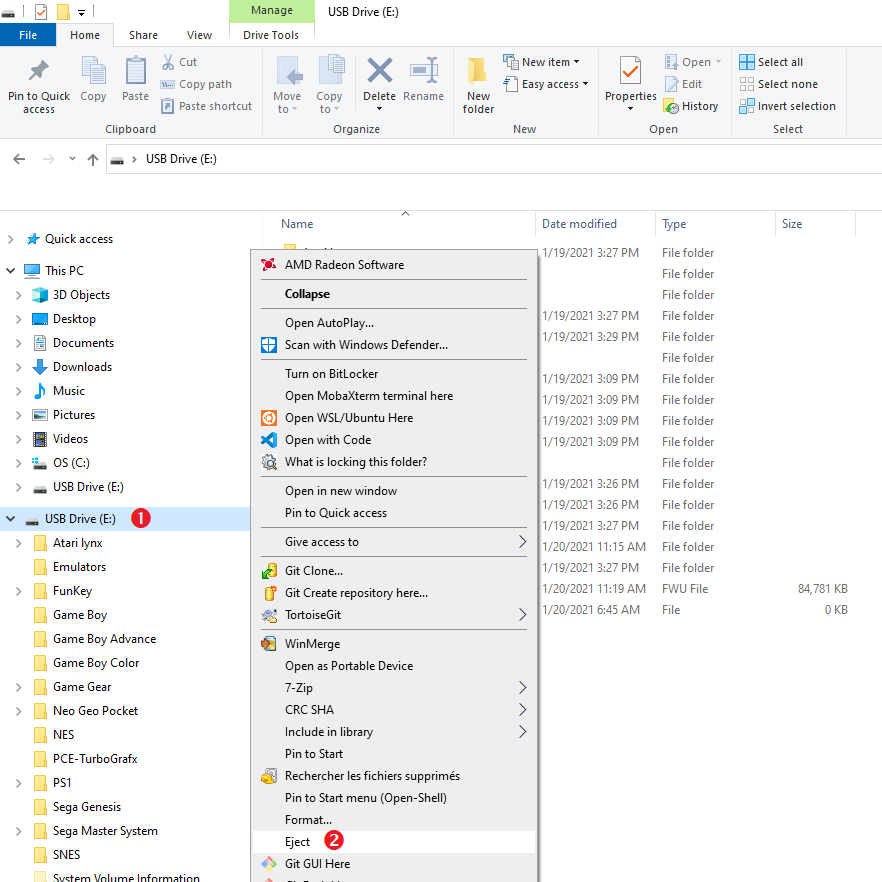 Manage
USB Drive (E:)
File
Home
Share
View
Drive Tools
Pin to Quick access
Copy
Paste
Cut
Copy path
Paste shortcut
Clipboard
Move to
Copy to
Delete
Rename
Organize
New folder
New item
Easy access
New
Properties
Open
Edit
History
Open
Select all
Select none
Invert selection
Select
USB Drive (E:)
Name
Date modified
Type
Size
Quick access
This PC
3D Objects
Desktop
Documents
Downloads
Music
Pictures
Videos
OS (C:)
USB Drive (E:)
USB Drive (E:) 1
Atari lynx
Emulators
FunKey
Game Boy
Game Boy Advance
Game Boy Color
Game Gear
Neo Geo Pocket
NES
PCE-TurboGrafx
PS1
Sega Genesis
Sega Master System
SNES
System Volume Information
AMD Radeon Software
Collapse
Open AutoPlay...
Scan with Windows Defender...
Turn on BitLocker
Open MobaXterm terminal here
Open WSL/Ubuntu Here
Open with Code
What is locking this folder?
Open in new window
Pin to Quick access
Give access to
Git Clone...
Git Create repository here...
TortoiseGit
WinMerge
Open as Portable Device
7-Zip
CRC SHA
Include in library
Pin to Start
Rechercher les fichiers supprimés
Pin to Start menu (Open-Shell)
Format...
Eject 2
Git GUI Here
1/19/2021 3:27 PM File folder
File folder
File folder
1/19/2021 3:27 PM File folder
1/19/2021 3:29 PM File folder
File folder
1/19/2021 3:09 PM File folder
1/19/2021 3:09 PM File folder
1/19/2021 3:09 PM File folder
1/19/2021 3:09 PM File folder
File folder
1/19/2021 3:26 PM File folder
1/19/2021 3:26 PM File folder
1/19/2021 3:27 PM File folder
1/20/2021 11:15 AM File folder
1/19/2021 3:27 PM File folder
1/20/2021 11:19 AM FWU File 84,781 KB
1/20/2021 6:45 AM File 0 KB